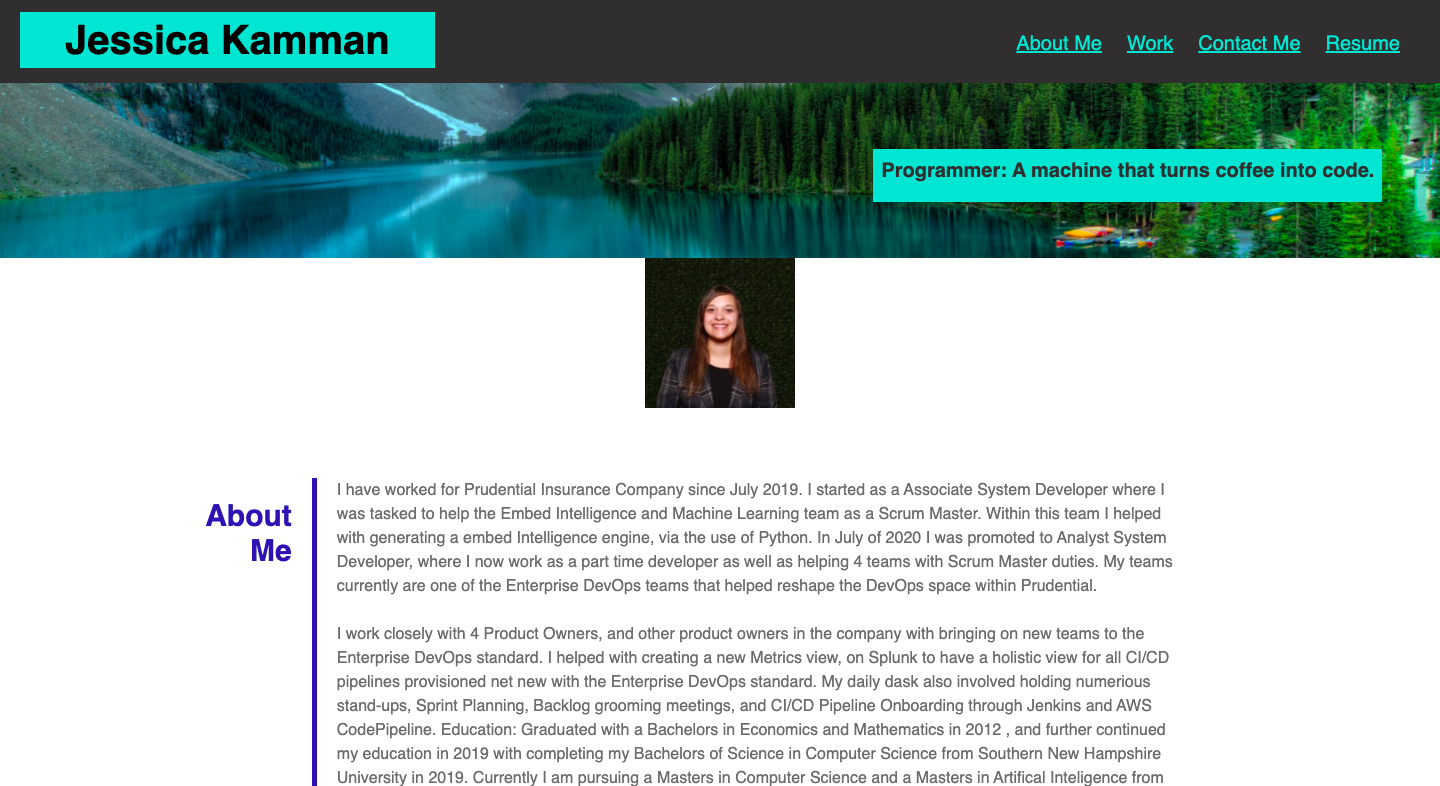 Jessica Kamman
About Me Work Contact Me Resume
Programmer: A machine that turns coffee into code.
About
Me
I have worked for Prudential Insurance Company since July 2019. I started as a Associate System Developer where I
was tasked to help the Embed Intelligence and Machine Learning team as a Scrum Master. Within this team I helped
with generating a embed Intelligence engine, via the use of Python. In July of 2020 I was promoted to Analyst System
Developer, where I now work as a part time developer as well as helping 4 teams with Scrum Master duties. My teams
currently are one of the Enterprise DevOps teams that helped reshape the DevOps space within Prudential.
I work closely with 4 Product Owners, and other product owners in the company with bringing on new teams to the
Enterprise DevOps standard. I helped with creating a new Metrics view, on Splunk to have a holistic view for all CI/CD
pipelines provisioned net new with the Enterprise DevOps standard. My daily dask also involved holding numerious
stand-ups, Sprint Planning, Backlog grooming meetings, and CI/CD Pipeline Onboarding through Jenkins and AWS
CodePipeline. Education: Graduated with a Bachelors in Economics and Mathematics in 2012 , and further continued
my education in 2019 with completing my Bachelors of Science in Computer Science from Southern New Hampshire
University in 2019. Currently I am pursuing a Masters in Computer Science and a Masters in Artifical Inteligence from